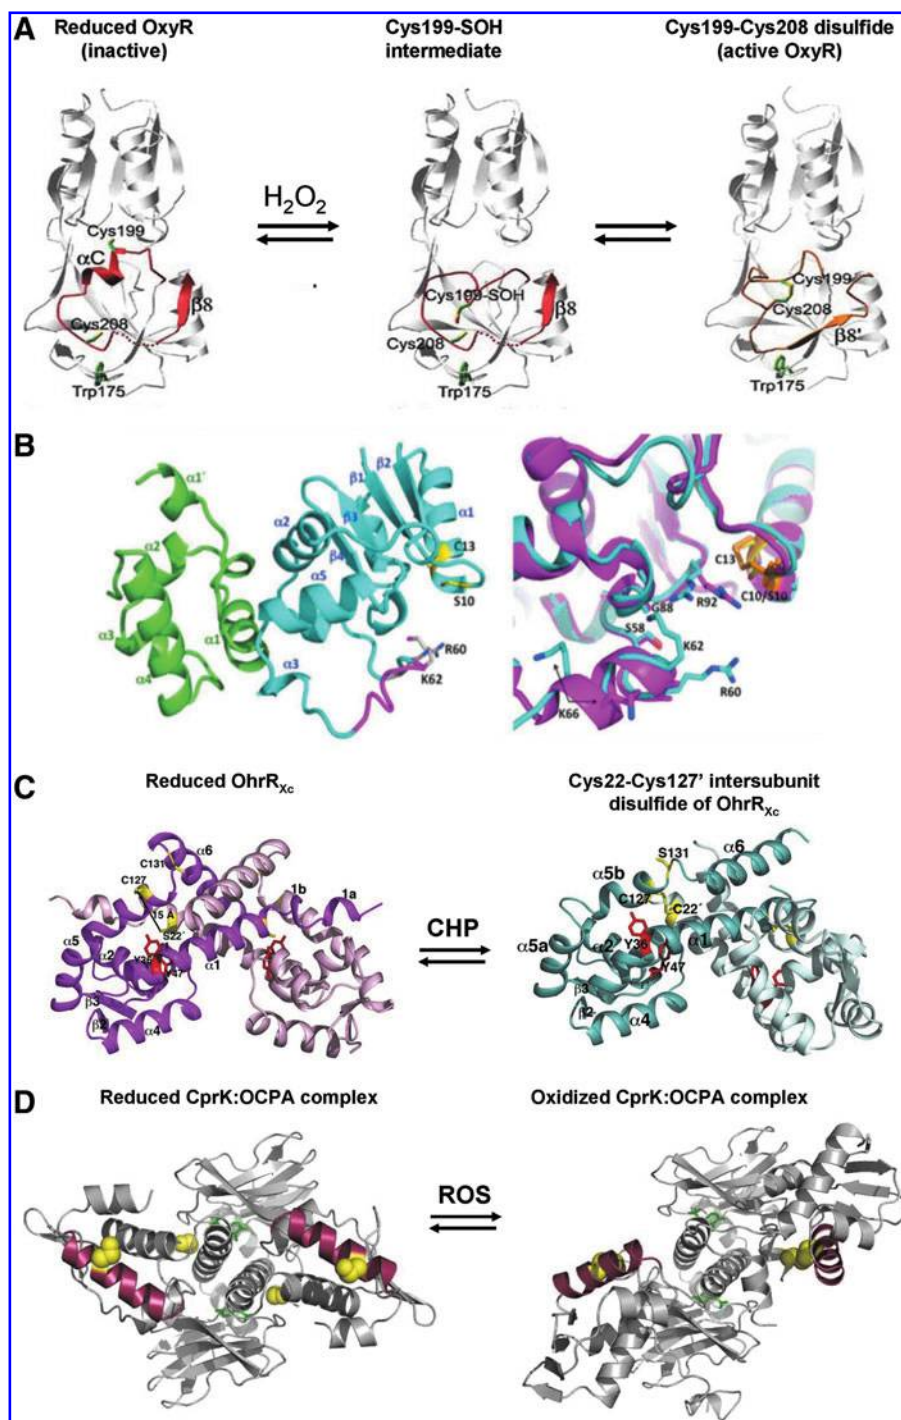 A
Reduced OxyR
(inactive)
Cys199-SOH
intermediate
Cys199-Cys208 disulfide
(active OxyR)
H2O2
Cys199
αC
β8
Cys208
Trp175
Cys199-SOH
β8
Cys208
Trp175
Cys199
Cys208
β8'
Trp175
B
α1'
α2
α3
α4
α1
β1
β2
β3
β4
α2
α5
α1
α3
C13
S10
R60
K62
C13
C10/S10
G88
R92
S58
K62
R60
K66
C
Reduced OhrRXc
Cys22-Cys127' intersubunit
disulfide of OhrRXc
C131
α6
C127
15 Å
S22'
1b
1a
α5
α2
Y36
Y47
α1
β3
β2
α4
CHP
S131
α6
α5b
C127
C22'
α5a
α2
Y36
α1
Y47
β3
β2
α4
D
Reduced CprK:OCPA complex
Oxidized CprK:OCPA complex
ROS